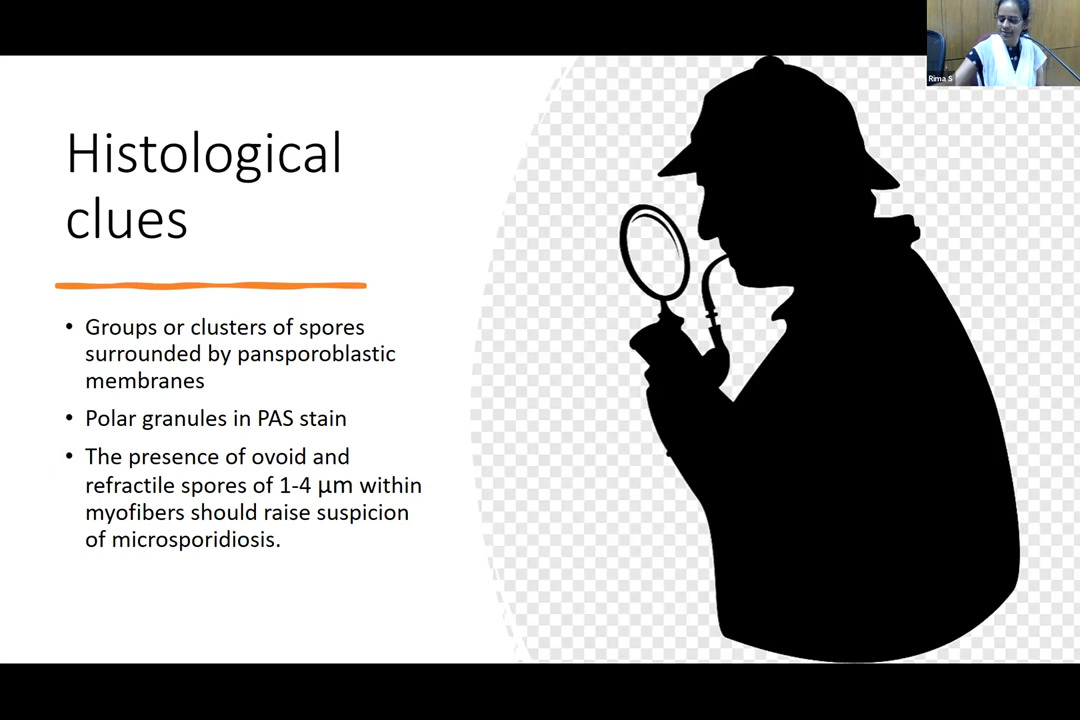 Rima S
Histological
clues
• Groups or clusters of spores
surrounded by pansporoblastic
membranes
• Polar granules in PAS stain
• The presence of ovoid and
refractile spores of 1-4 μm within
myofibers should raise suspicion
of microsporidiosis.